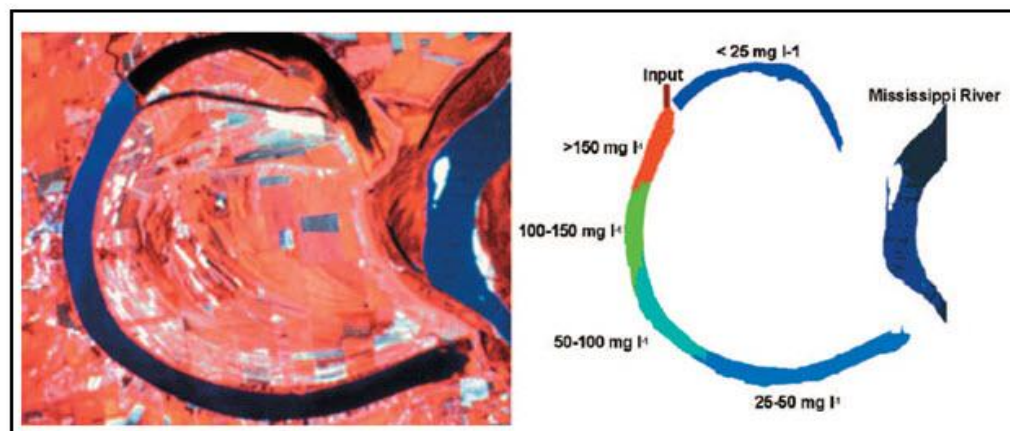 < 25 mg l-1
Input
Mississippi River
>150 mg l-1
100-150 mg l-1
50-100 mg l-1
25-50 mg l-1